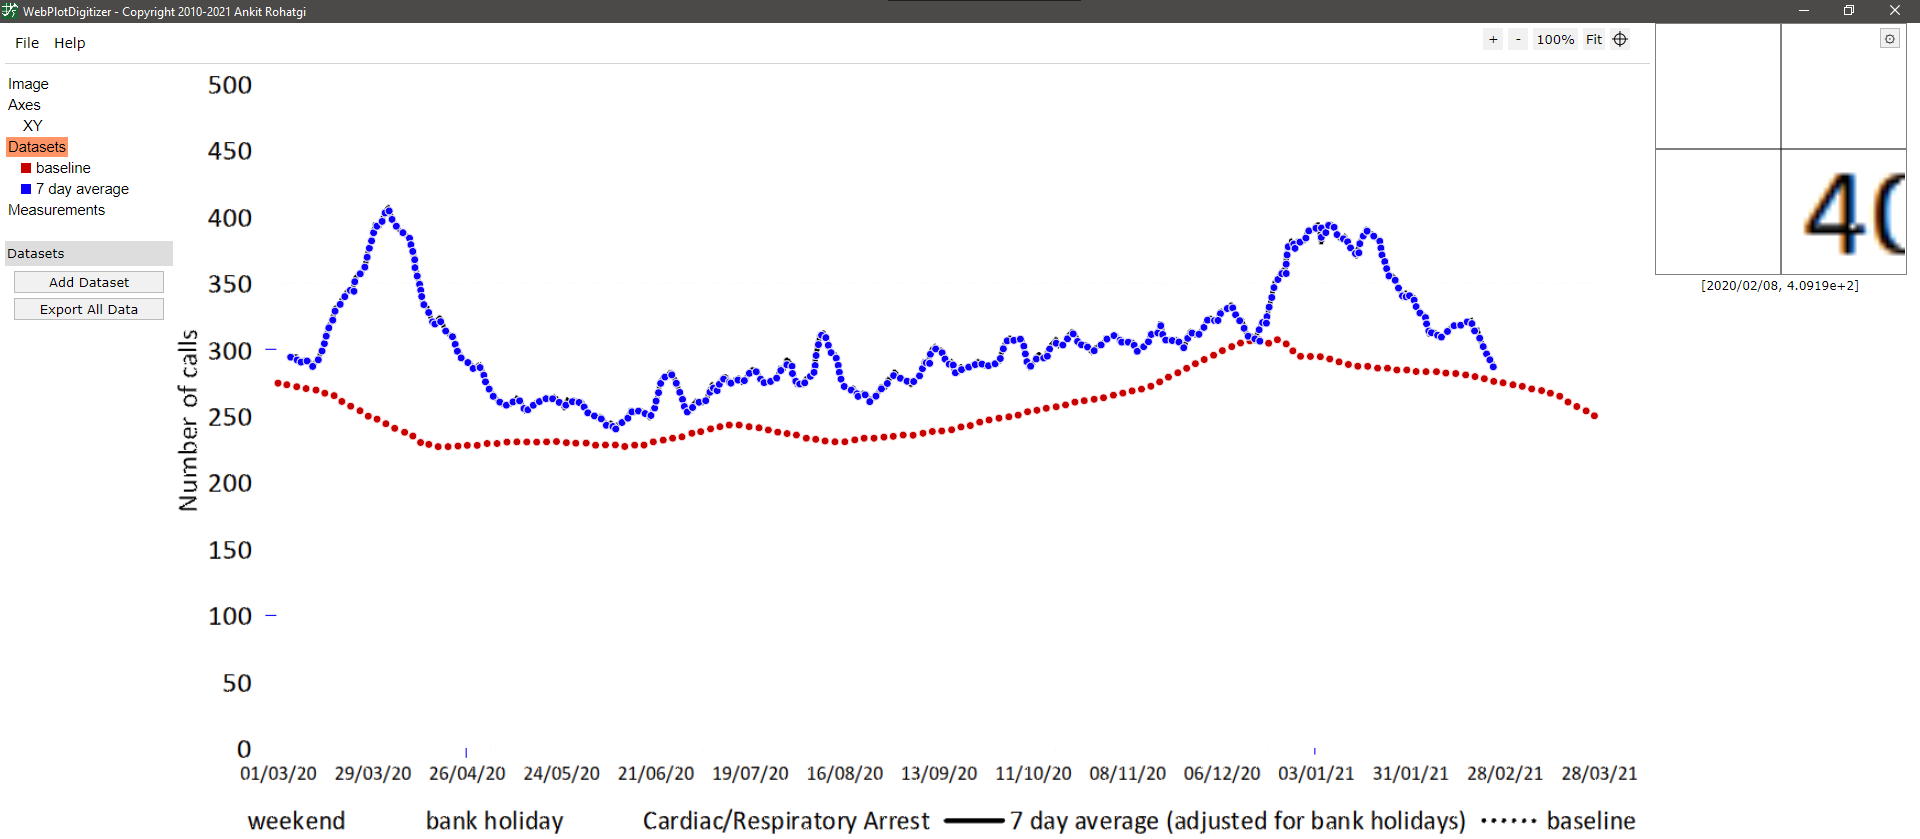 WebPlotDigitizer - Copyright 2010-2021 Ankit Rohatgi
File Help
+ - 100% Fit
Image
Axes
XY
Datasets
baseline
7 day average
Measurements
Datasets
Add Dataset
Export All Data
500
450
400
350
300
250
200
150
100
50
0
Number of calls
01/03/20 29/03/20 26/04/20 24/05/20 21/06/20 19/07/20 16/08/20 13/09/20 11/10/20 08/11/20 06/12/20 03/01/21 31/01/21 28/02/21 28/03/21
weekend bank holiday Cardiac/Respiratory Arrest 7 day average (adjusted for bank holidays) baseline
40
[2020/02/08, 4.0919e+2]